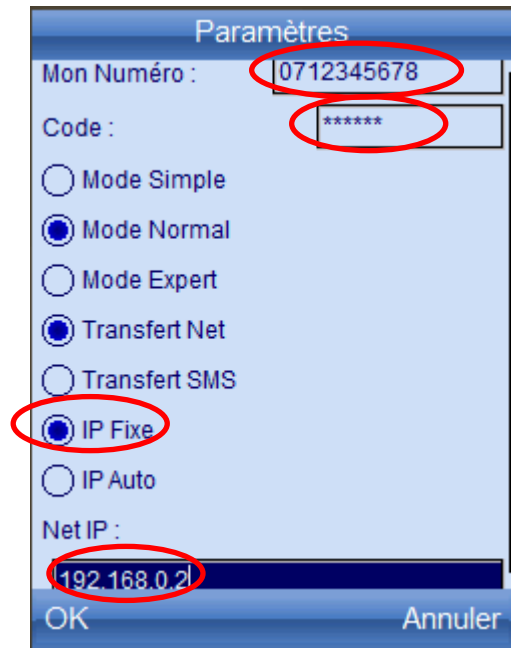 Paramètres
Mon Numéro : 0712345678
Code : ******
Mode Simple
Mode Normal
Mode Expert
Transfert Net
Transfert SMS
IP Fixe
IP Auto
Net IP :
192.168.0.2
OK Annuler